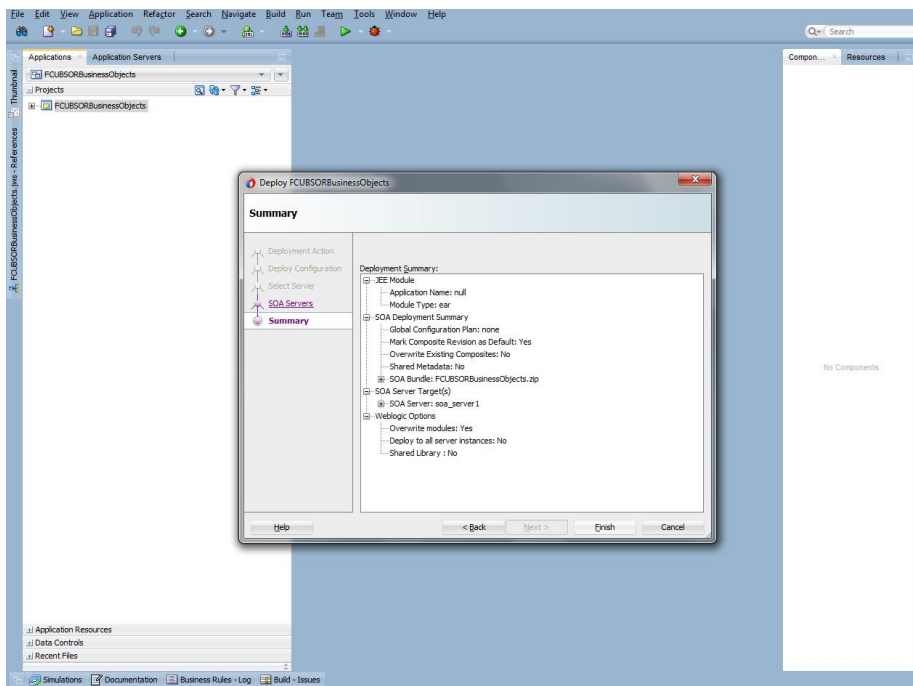 File Edit View Application Refactor Search Navigate Build Run Team Tools Window Help
Search
Applications Application Servers
Compon... Resources
FCUBSORBusinessObjects
Projects
FCUBSORBusinessObjects
Thumbnail
FCUBSORBusinessObjects.jws - References
Deploy FCUBSORBusinessObjects
Summary
Deployment Action
Deploy Configuration
Select Server
SOA Servers
Summary
Deployment Summary:
JEE Module
Application Name: null
Module Type: ear
SOA Deployment Summary
Global Configuration Plan: none
Mark Composite Revision as Default: Yes
Overwrite Existing Composites: No
Shared Metadata: No
SOA Bundle: FCUBSORBusinessObjects.zip
SOA Server Target(s)
SOA Server: soa_server1
Weblogic Options
Overwrite modules: Yes
Deploy to all server instances: No
Shared Library : No
No Components
Help < Back Next > Finish Cancel
Application Resources
Data Controls
Recent Files
Simulations Documentation Business Rules - Log Build - Issues